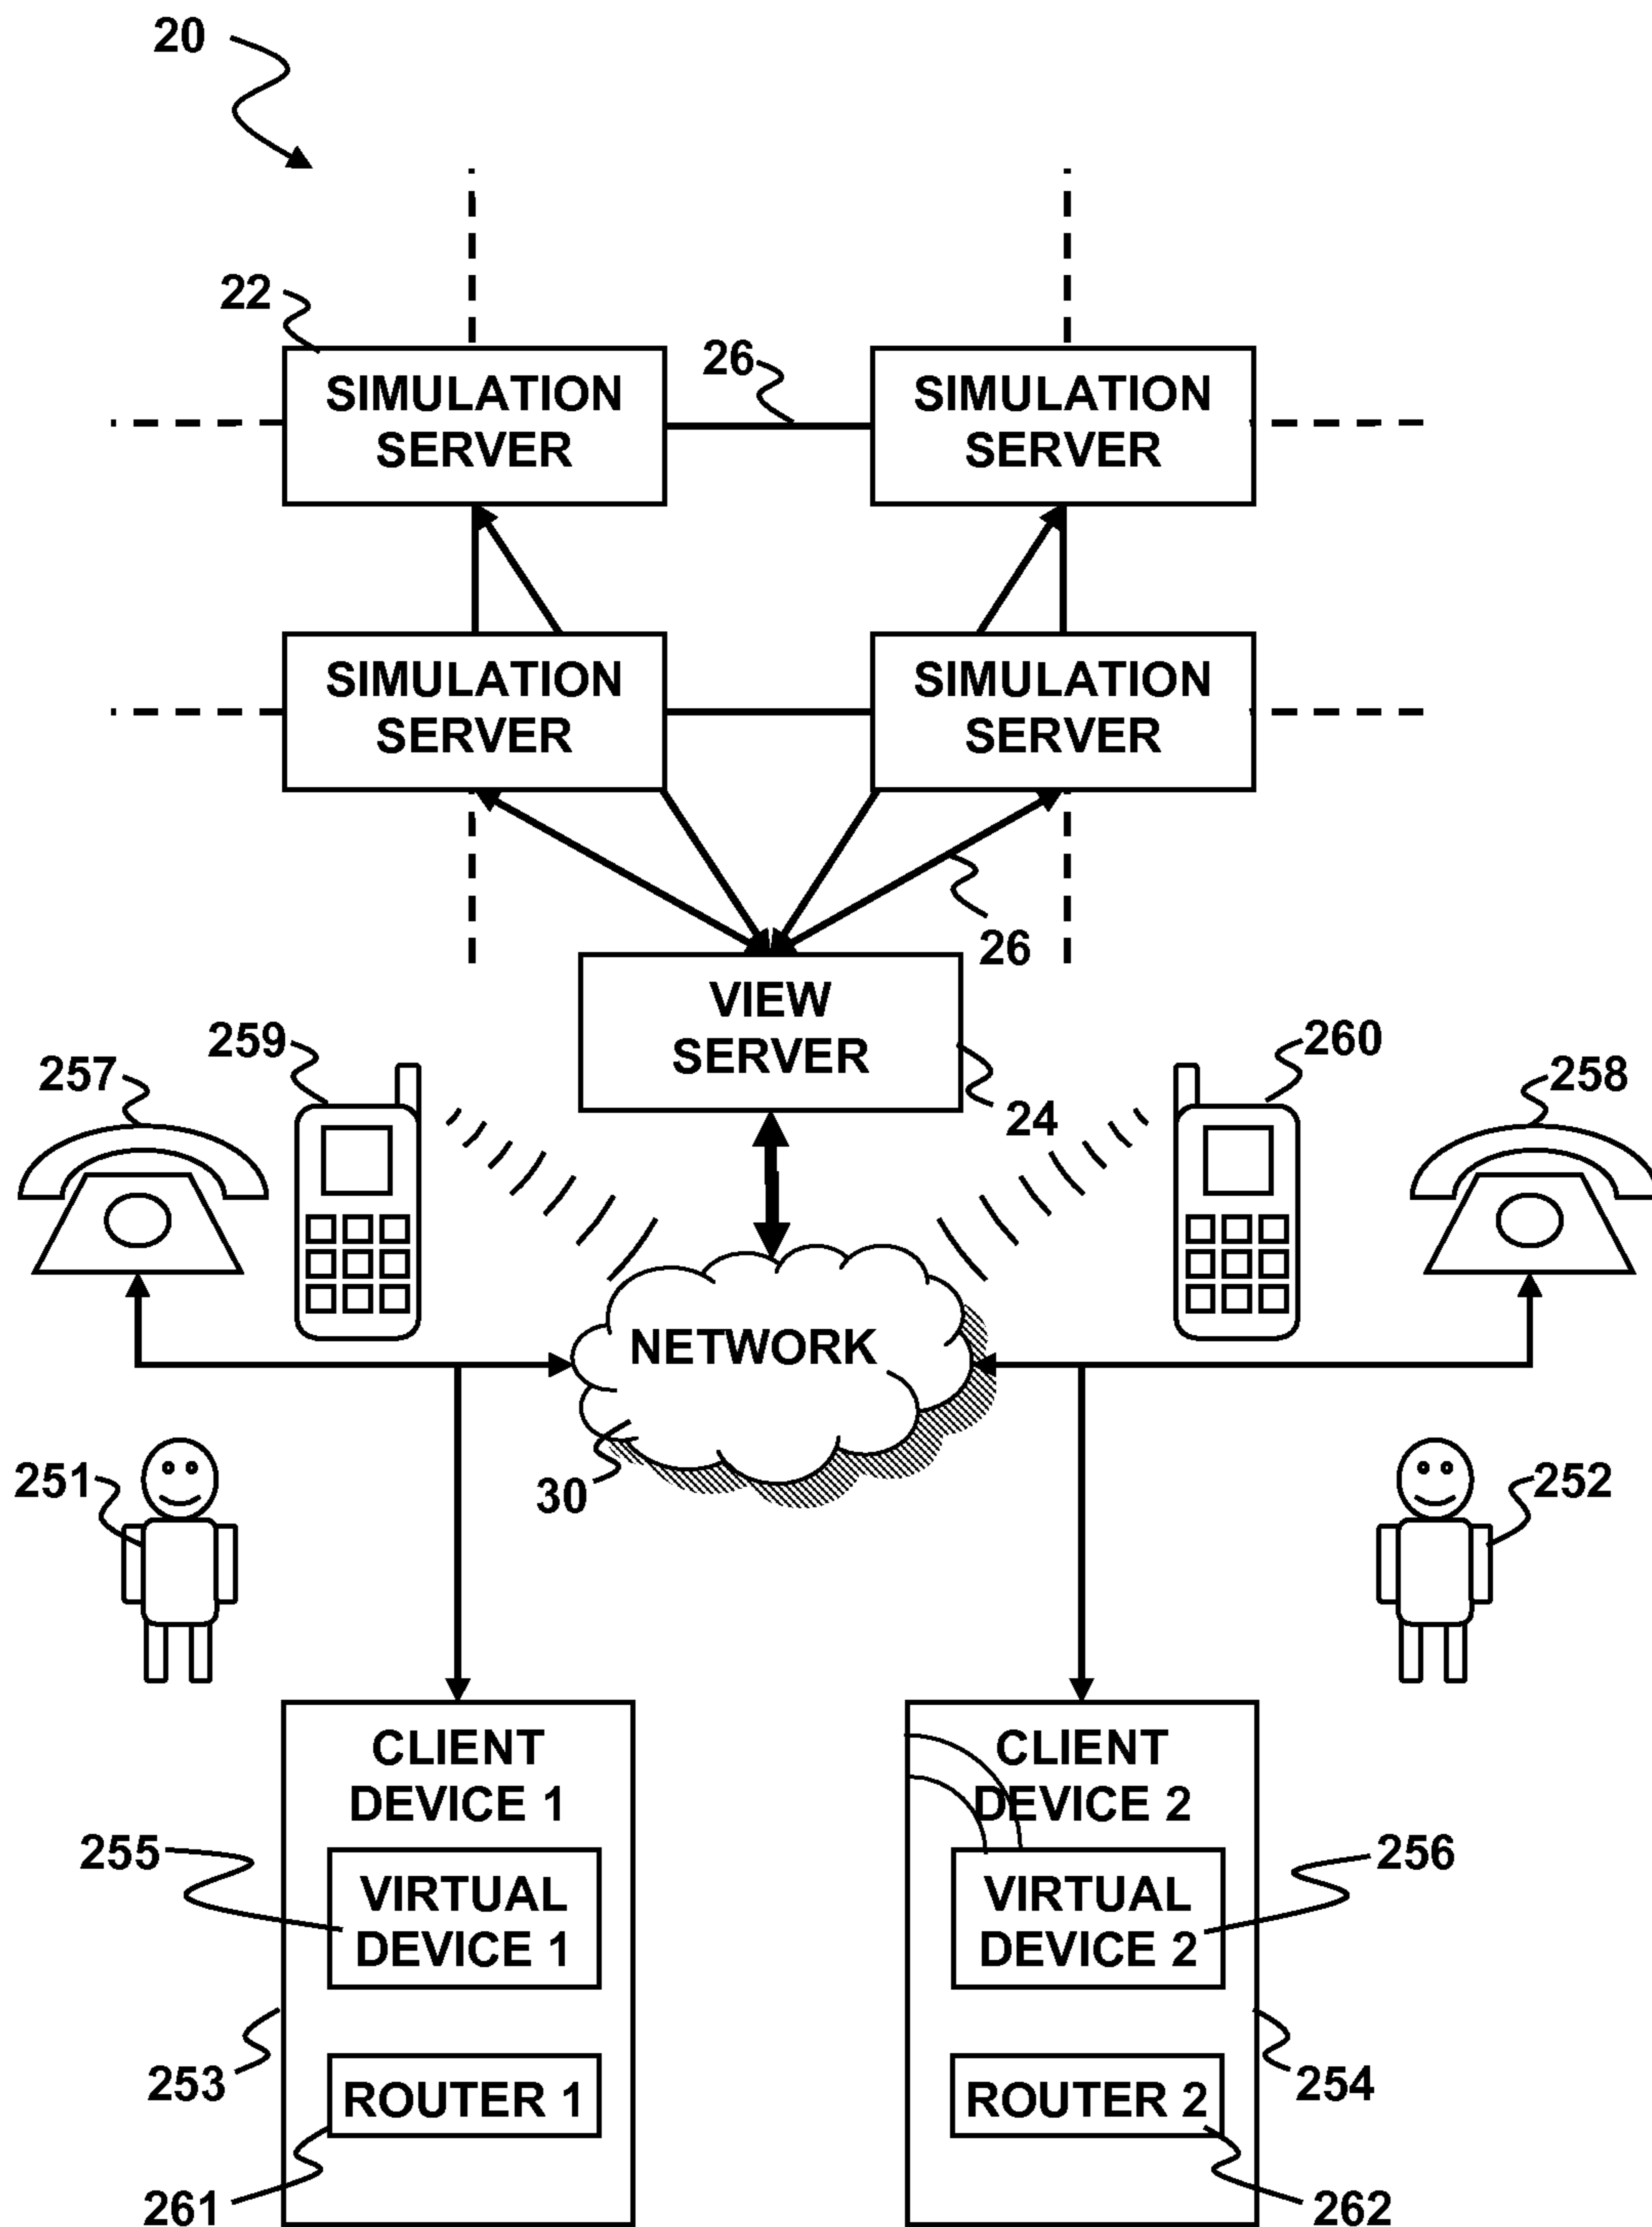 20
22
26
SIMULATION
SERVER
SIMULATION
SERVER
SIMULATION
SERVER
SIMULATION
SERVER
26
VIEW
SERVER
24
257
259
260
258
NETWORK
30
251
252
CLIENT
DEVICE 1
CLIENT
DEVICE 2
255
VIRTUAL
DEVICE 1
VIRTUAL
DEVICE 2
256
253
ROUTER 1
ROUTER 2
254
261
262